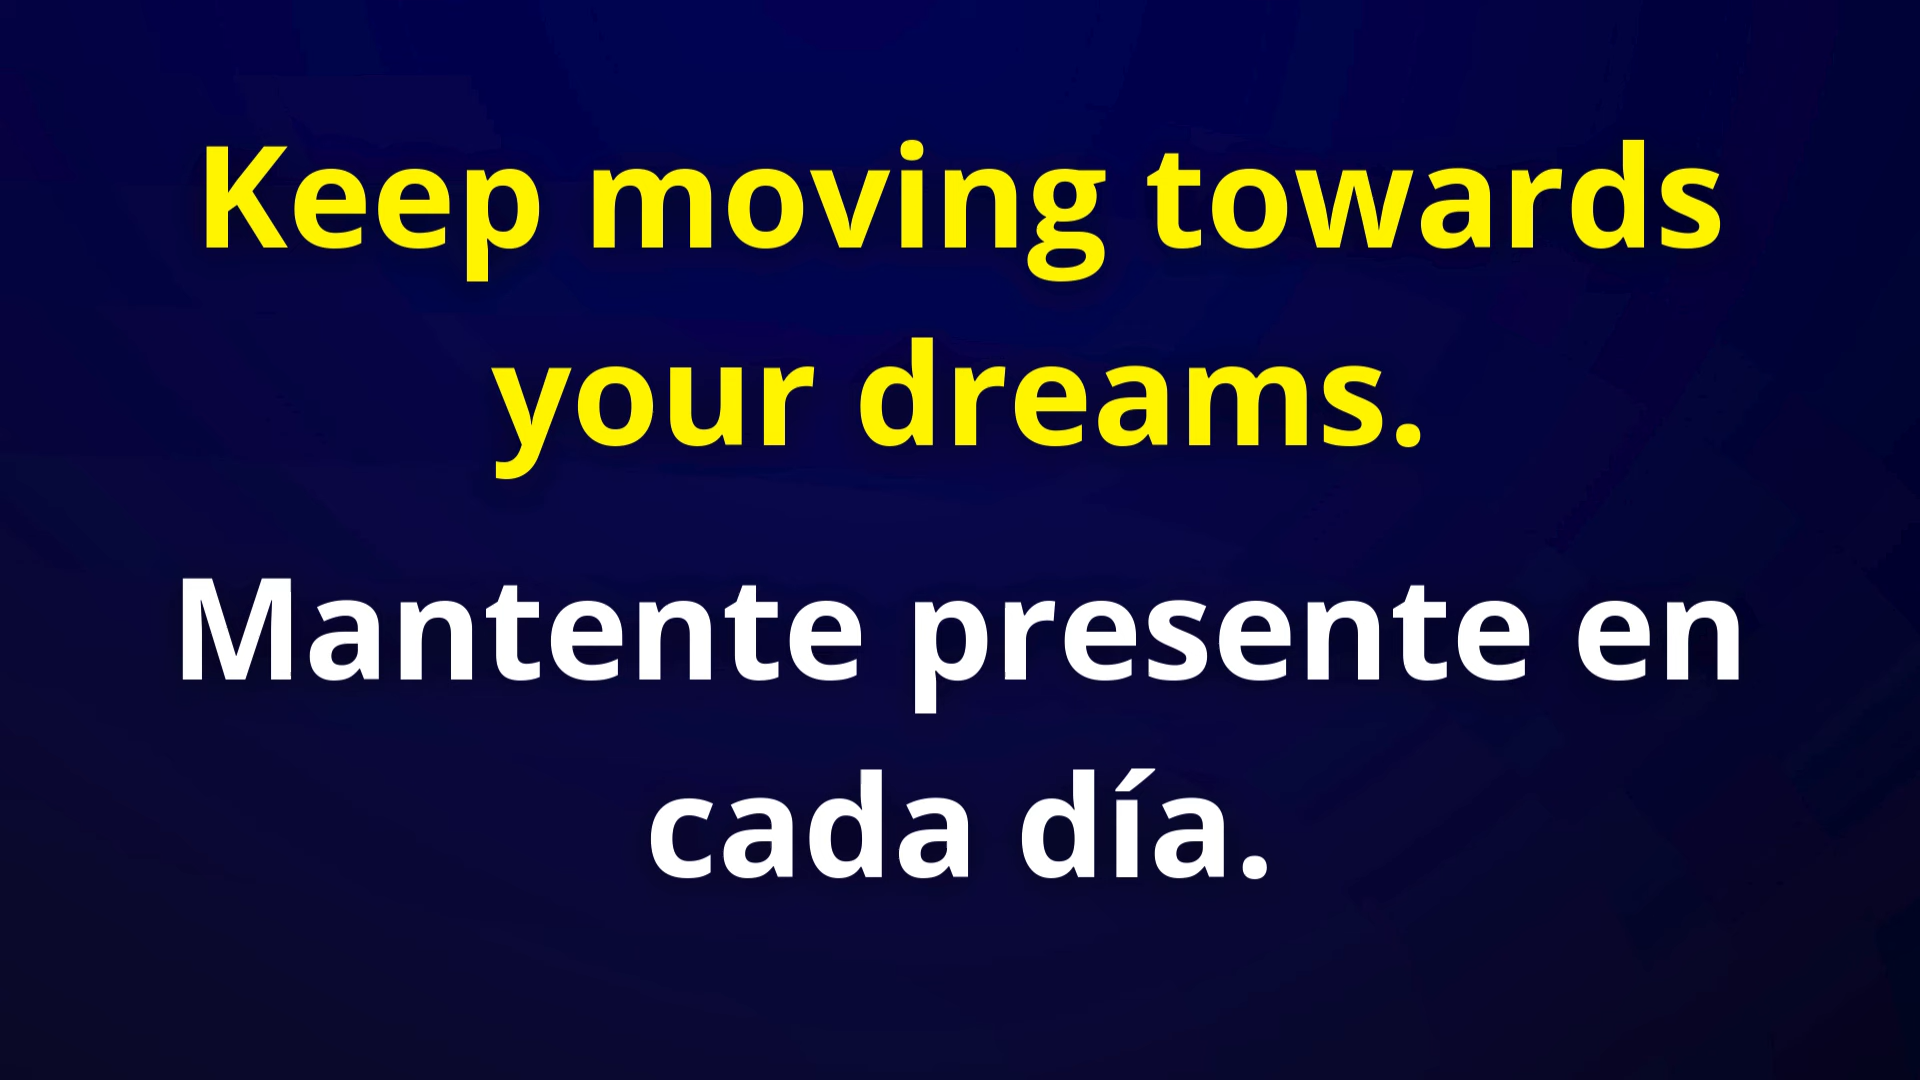 Keep moving towards
your dreams.
Mantente presente en
cada día.